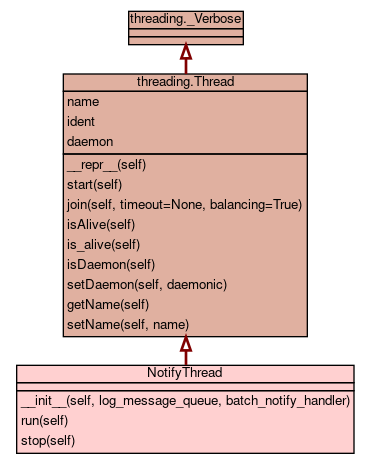 threading._Verbose
threading.Thread
name
ident
daemon
__repr__(self)
start(self)
join(self, timeout=None, balancing=True)
isAlive(self)
is_alive(self)
isDaemon(self)
setDaemon(self, daemonic)
getName(self)
setName(self, name)
NotifyThread
__init__(self, log_message_queue, batch_notify_handler)
run(self)
stop(self)